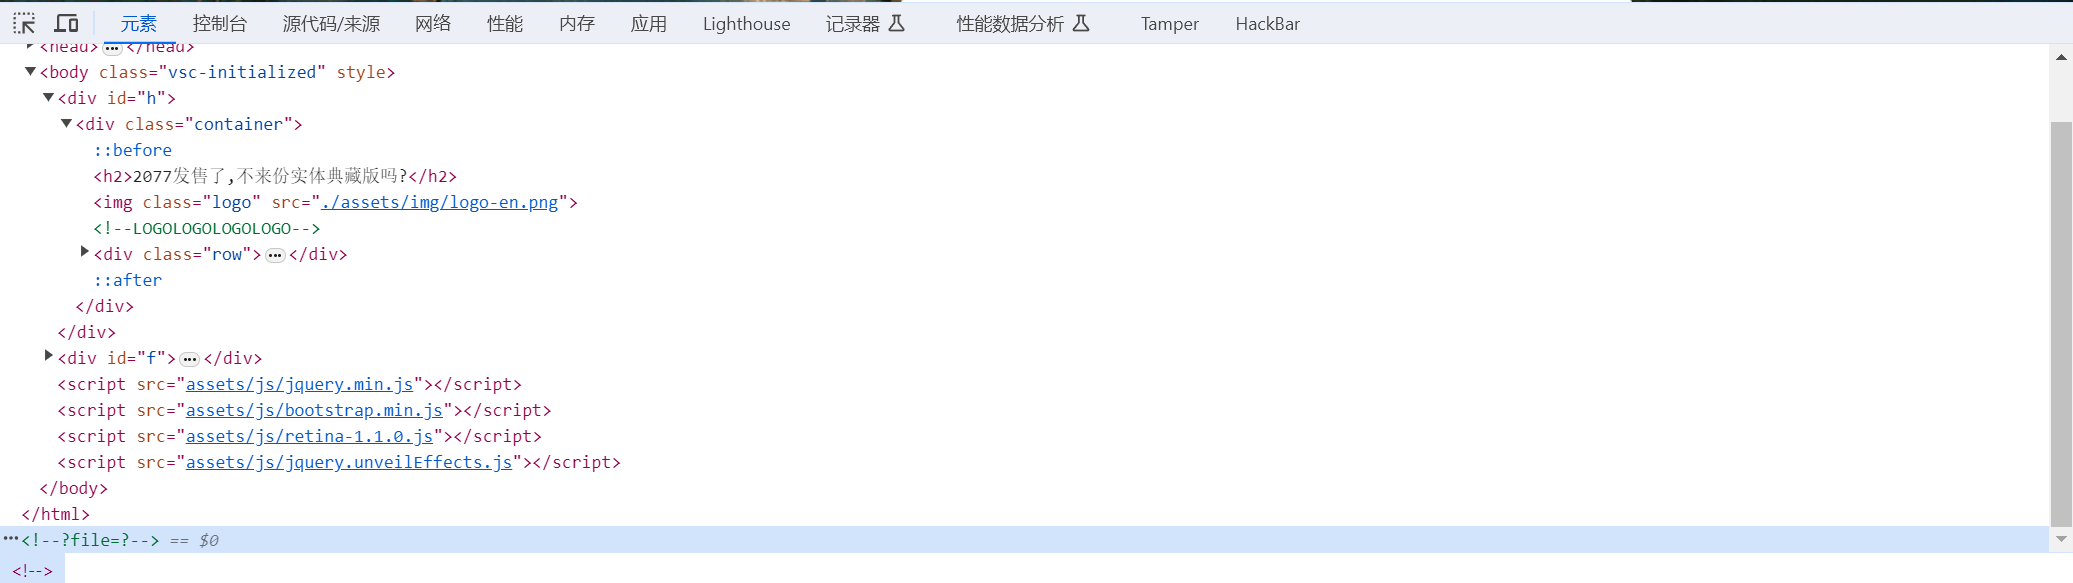 元素 控制台 源代码/来源 网络 性能 内存 应用 Lighthouse 记录器 性能数据分析 Tamper HackBar
<head>…</head>
<body class="vsc-initialized" style>
<div id="h">
<div class="container">
::before
<h2>2077发售了,不来份实体典藏版吗?</h2>
<img class="logo" src="./assets/img/logo-en.png">
<!--LOGOLOGOLOGOLOGO-->
<div class="row">…</div>
::after
</div>
</div>
<div id="f">…</div>
<script src="assets/js/jquery.min.js"></script>
<script src="assets/js/bootstrap.min.js"></script>
<script src="assets/js/retina-1.1.0.js"></script>
<script src="assets/js/jquery.unveilEffects.js"></script>
</body>
</html>
…<!--?file=?--> == $0
<!-->